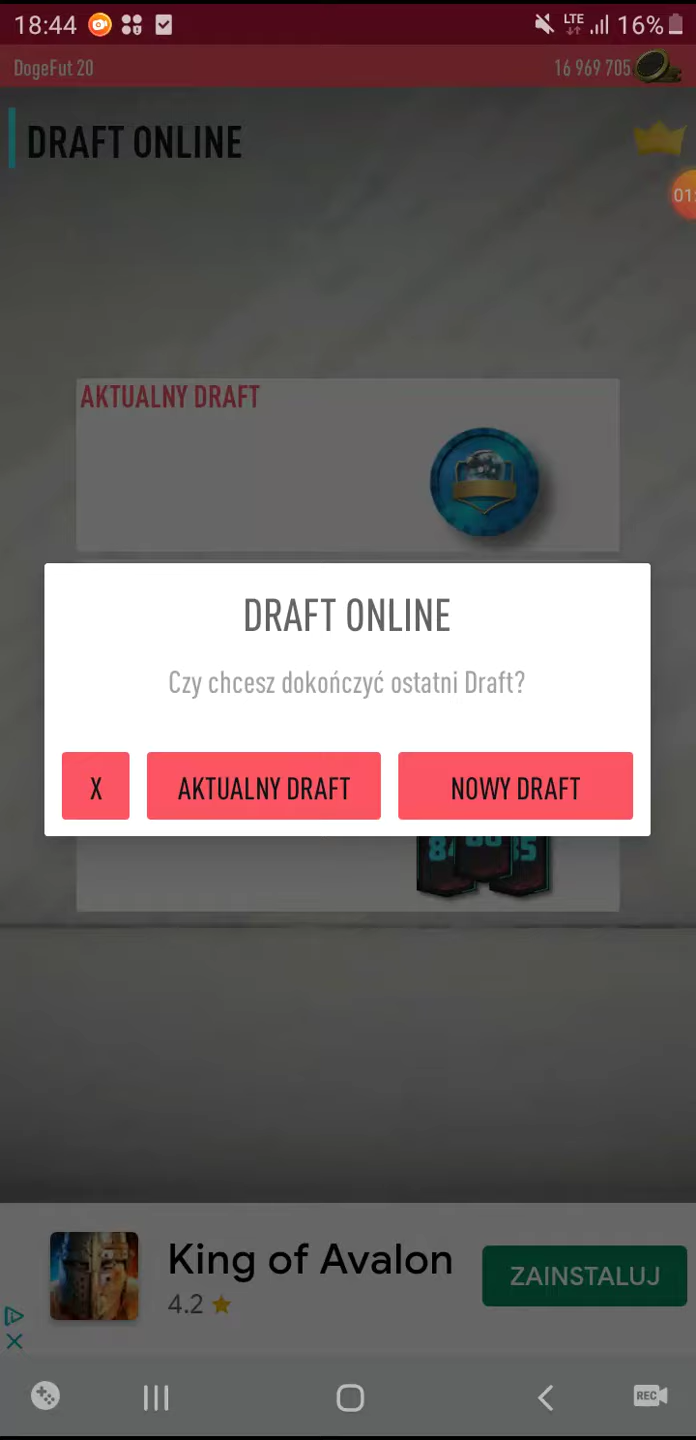 18:44
LTE
16%
DogeFut 20
16 969 705
DRAFT ONLINE
01:
AKTUALNY DRAFT
DRAFT ONLINE
Czy chcesz dokończyć ostatni Draft?
X
AKTUALNY DRAFT
NOWY DRAFT
King of Avalon
4.2
ZAINSTALUJ
REC